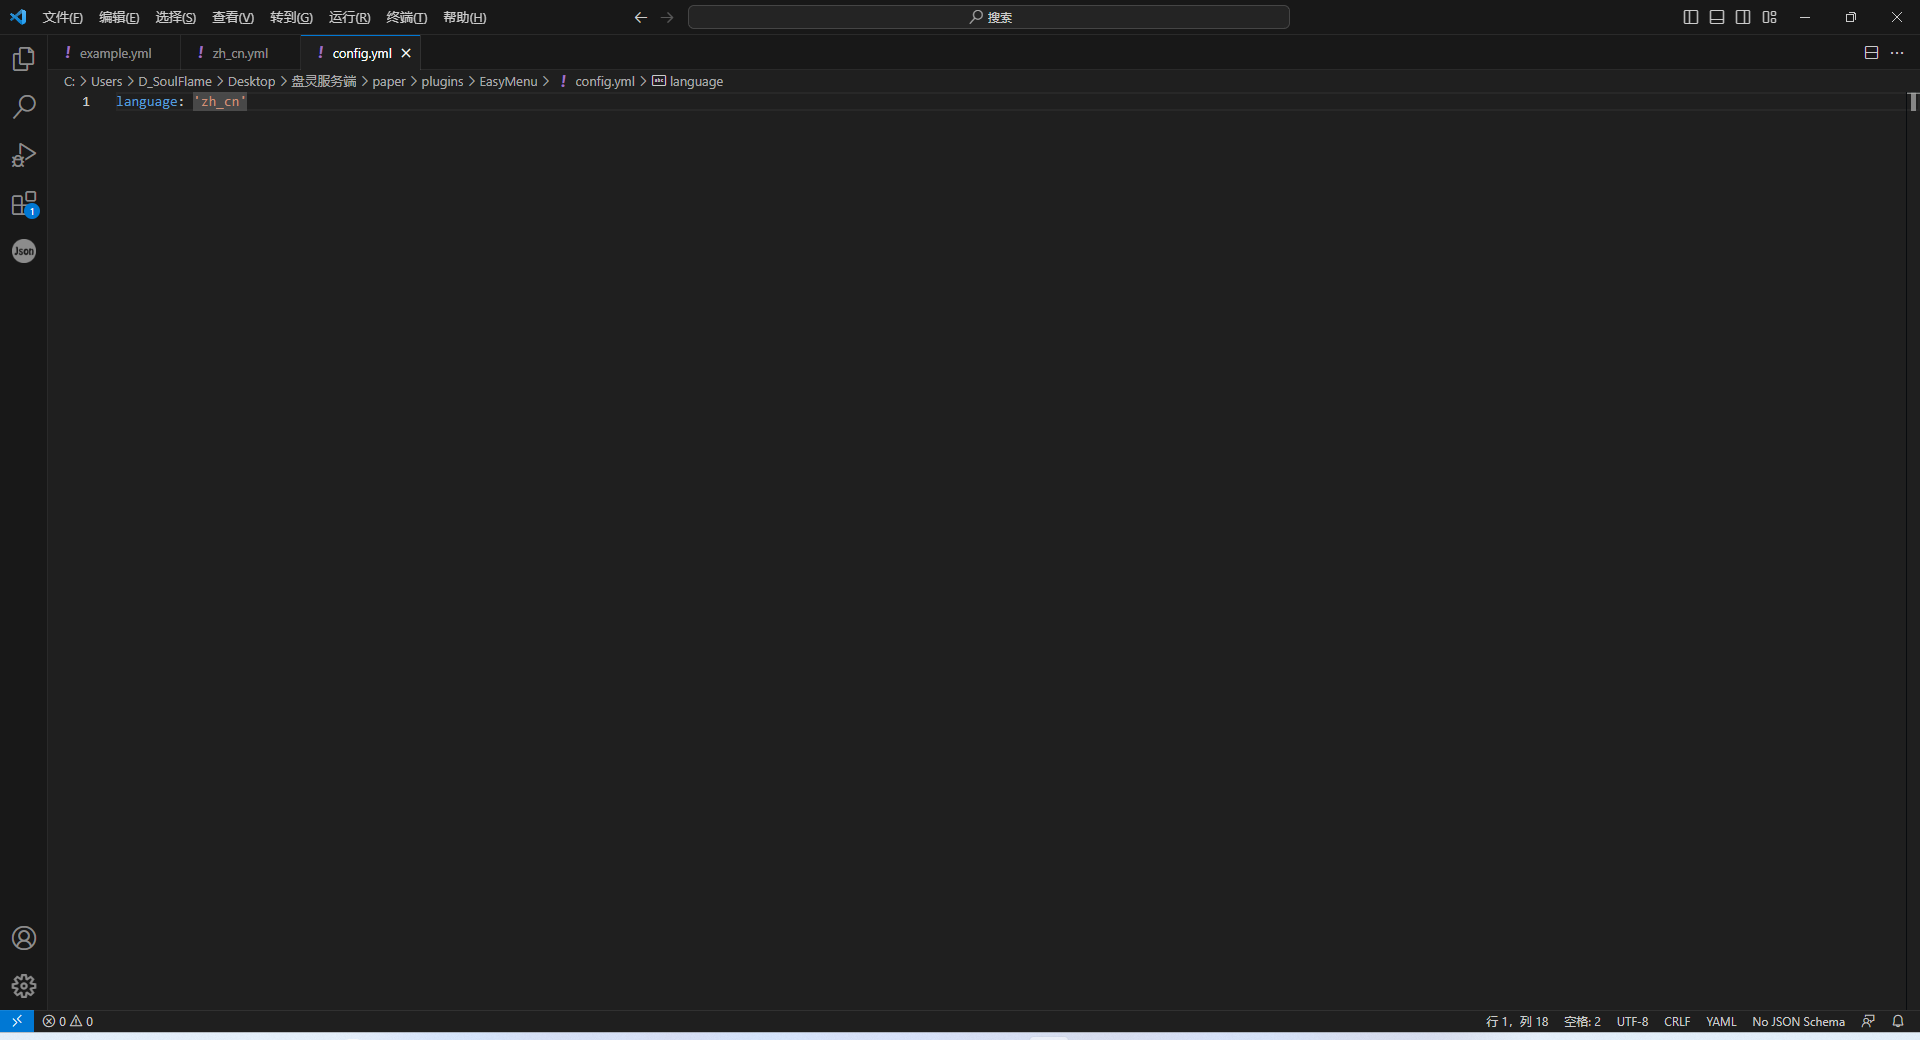 文件(F) 编辑(E) 选择(S) 查看(V) 转到(G) 运行(R) 终端(T) 帮助(H) 搜索
! example.yml ! zh_cn.yml ! config.yml
C: > Users > D_SoulFlame > Desktop > 盘灵服务端 > paper > plugins > EasyMenu > ! config.yml > abc language
1 language: 'zh_cn'
1
Json
0 0 行 1，列 18 空格: 2 UTF-8 CRLF YAML No JSON Schema